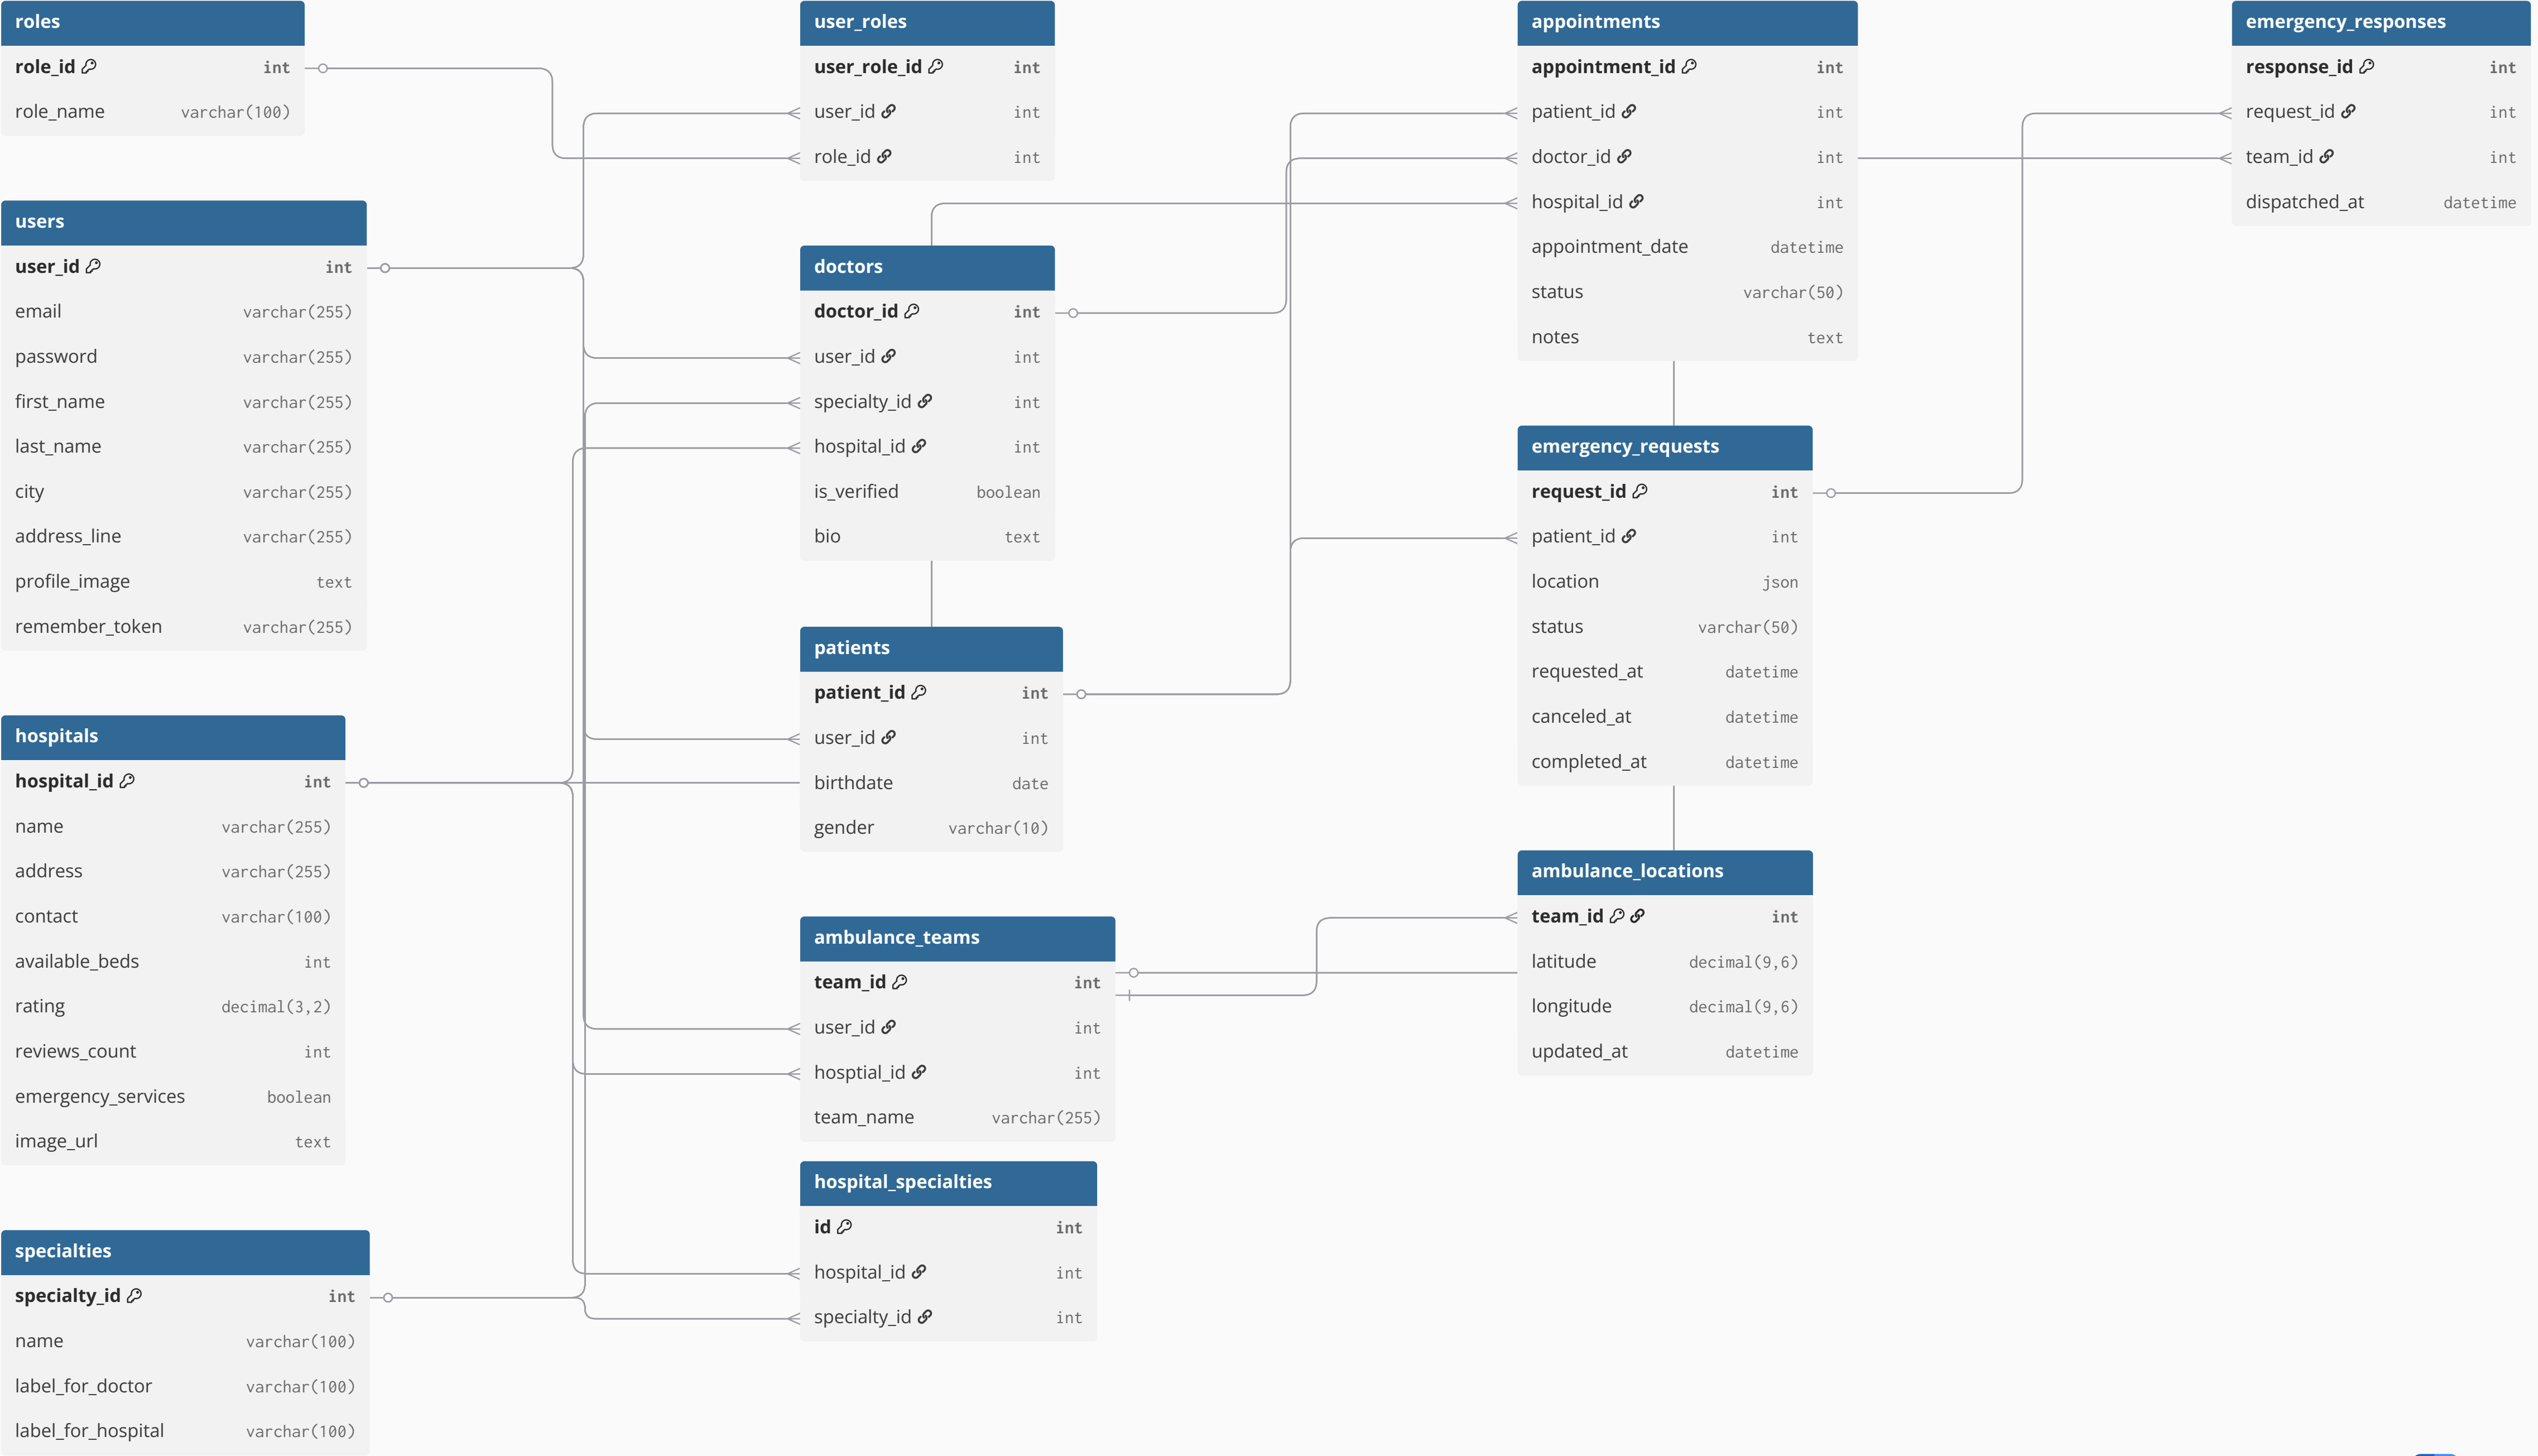 roles
role_id int
role_name varchar(100)
users
user_id int
email varchar(255)
password varchar(255)
first_name varchar(255)
last_name varchar(255)
city varchar(255)
address_line varchar(255)
profile_image text
remember_token varchar(255)
hospitals
hospital_id int
name varchar(255)
address varchar(255)
contact varchar(100)
available_beds int
rating decimal(3,2)
reviews_count int
emergency_services boolean
image_url text
specialties
specialty_id int
name varchar(100)
label_for_doctor varchar(100)
label_for_hospital varchar(100)
user_roles
user_role_id int
user_id int
role_id int
doctors
doctor_id int
user_id int
specialty_id int
hospital_id int
is_verified boolean
bio text
patients
patient_id int
user_id int
birthdate date
gender varchar(10)
ambulance_teams
team_id int
user_id int
hosptial_id int
team_name varchar(255)
hospital_specialties
id int
hospital_id int
specialty_id int
appointments
appointment_id int
patient_id int
doctor_id int
hospital_id int
appointment_date datetime
status varchar(50)
notes text
emergency_requests
request_id int
patient_id int
location json
status varchar(50)
requested_at datetime
canceled_at datetime
completed_at datetime
ambulance_locations
team_id int
latitude decimal(9,6)
longitude decimal(9,6)
updated_at datetime
emergency_responses
response_id int
request_id int
team_id int
dispatched_at datetime